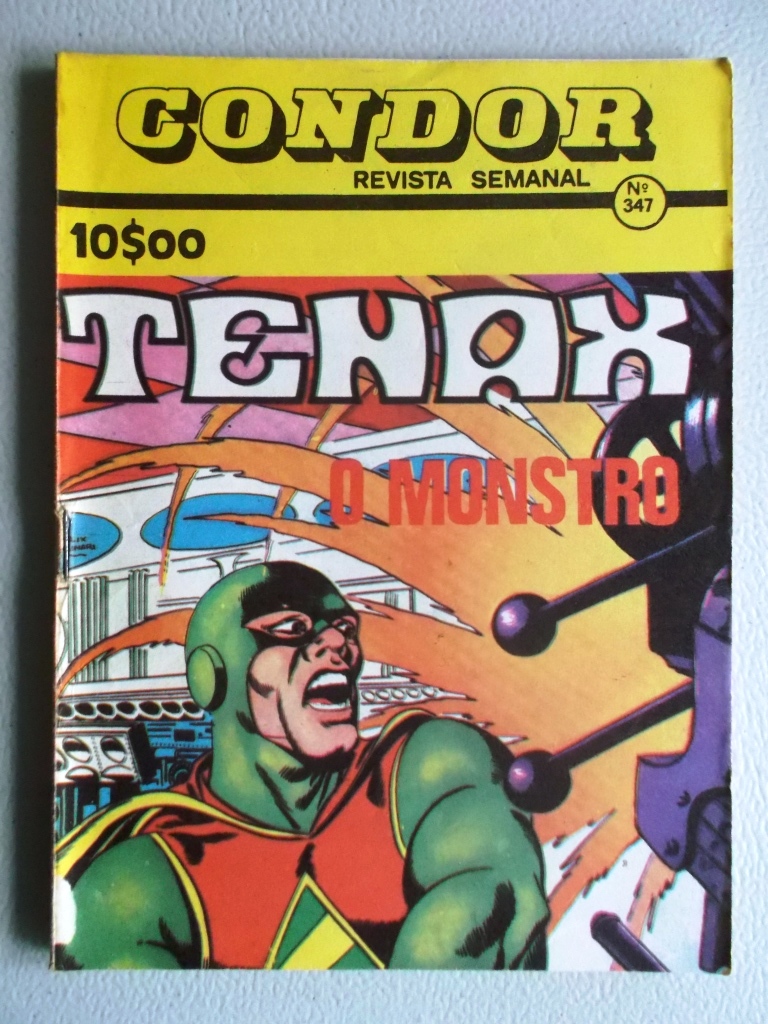 CONDOR
REVISTA SEMANAL
Nº
347
10$00
TENAX
O MONSTRO